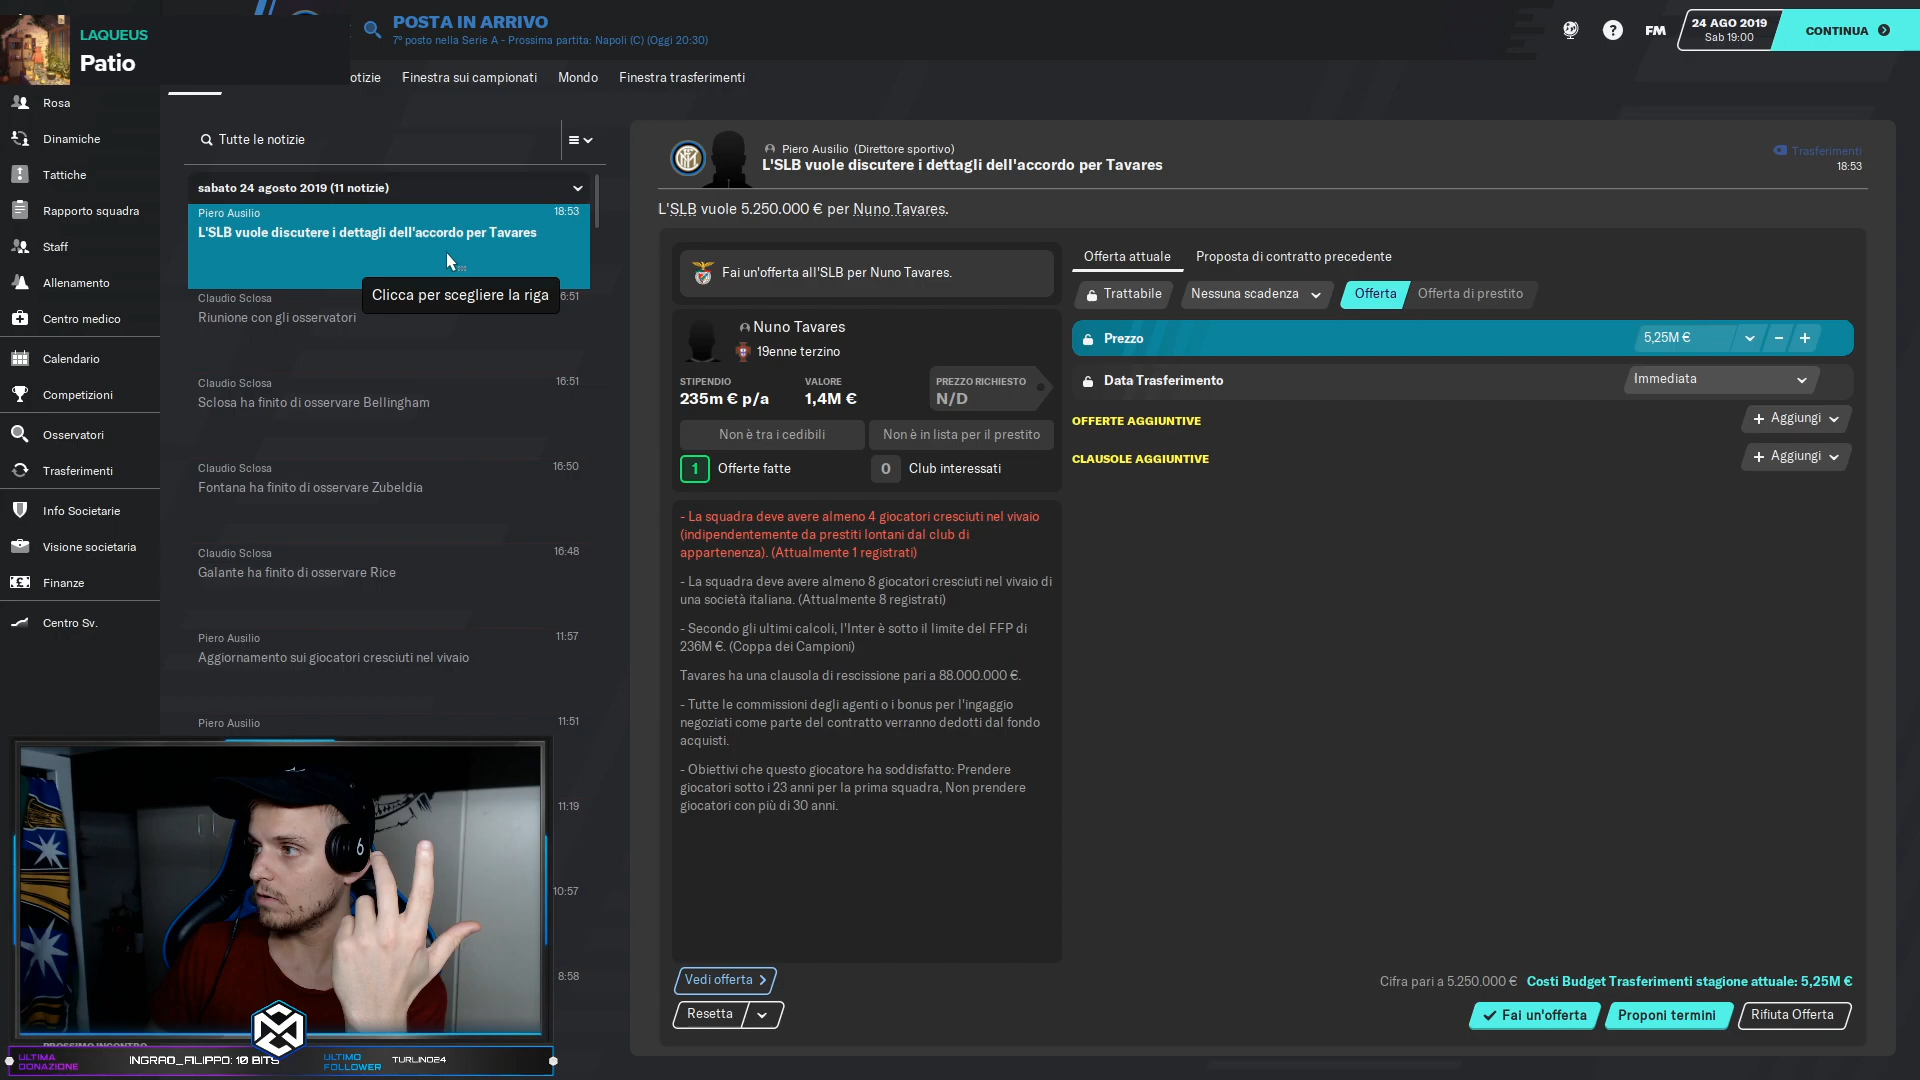 LAQUEUS
Patio
POSTA IN ARRIVO
7° posto nella Serie A - Prossima partita: Napoli (C) (Oggi 20:30)
FM
24 AGO 2019
Sab 19:00
CONTINUA
otizie
Finestra sui campionati
Mondo
Finestra trasferimenti
Rosa
Dinamiche
Tattiche
Rapporto squadra
Staff
Allenamento
Centro medico
Calendario
Competizioni
Osservatori
Trasferimenti
Info Societarie
Visione societaria
Finanze
Centro Sv.
Tutte le notizie
sabato 24 agosto 2019 (11 notizie)
Piero Ausilio 18:53
L'SLB vuole discutere i dettagli dell'accordo per Tavares
Clicca per scegliere la riga
Claudio Sclosa 6:51
Riunione con gli osservatori
Claudio Sclosa 16:51
Sclosa ha finito di osservare Bellingham
Claudio Sclosa 16:50
Fontana ha finito di osservare Zubeldia
Claudio Sclosa 16:48
Galante ha finito di osservare Rice
Piero Ausilio 11:57
Aggiornamento sui giocatori cresciuti nel vivaio
Piero Ausilio 11:51
11:19
10:57
8:58
Piero Ausilio (Direttore sportivo)
L'SLB vuole discutere i dettagli dell'accordo per Tavares
Trasferimenti
18:53
L'SLB vuole 5.250.000 € per Nuno Tavares.
Fai un'offerta all'SLB per Nuno Tavares.
Nuno Tavares
19enne terzino
STIPENDIO
235m € p/a
VALORE
1,4M €
PREZZO RICHIESTO
N/D
Non è tra i cedibili
Non è in lista per il prestito
1 Offerte fatte
0 Club interessati
- La squadra deve avere almeno 4 giocatori cresciuti nel vivaio
(indipendentemente da prestiti lontani dal club di
appartenenza). (Attualmente 1 registrati)
- La squadra deve avere almeno 8 giocatori cresciuti nel vivaio di
una società italiana. (Attualmente 8 registrati)
- Secondo gli ultimi calcoli, l'Inter è sotto il limite del FFP di
236M €. (Coppa dei Campioni)
Tavares ha una clausola di rescissione pari a 88.000.000 €.
- Tutte le commissioni degli agenti o i bonus per l'ingaggio
negoziati come parte del contratto verranno dedotti dal fondo
acquisti.
- Obiettivi che questo giocatore ha soddisfatto: Prendere
giocatori sotto i 23 anni per la prima squadra, Non prendere
giocatori con più di 30 anni.
Vedi offerta
Resetta
Offerta attuale
Proposta di contratto precedente
Trattabile
Nessuna scadenza
Offerta
Offerta di prestito
Prezzo
5,25M €
Data Trasferimento
Immediata
OFFERTE AGGIUNTIVE
+ Aggiungi
CLAUSOLE AGGIUNTIVE
+ Aggiungi
Cifra pari a 5.250.000 € Costi Budget Trasferimenti stagione attuale: 5,25M €
Fai un'offerta
Proponi termini
Rifiuta Offerta
ULTIMA
DONAZIONE
INGRAO_FILIPPO: 10 BITS
ULTIMO
FOLLOWER
TURLINO24